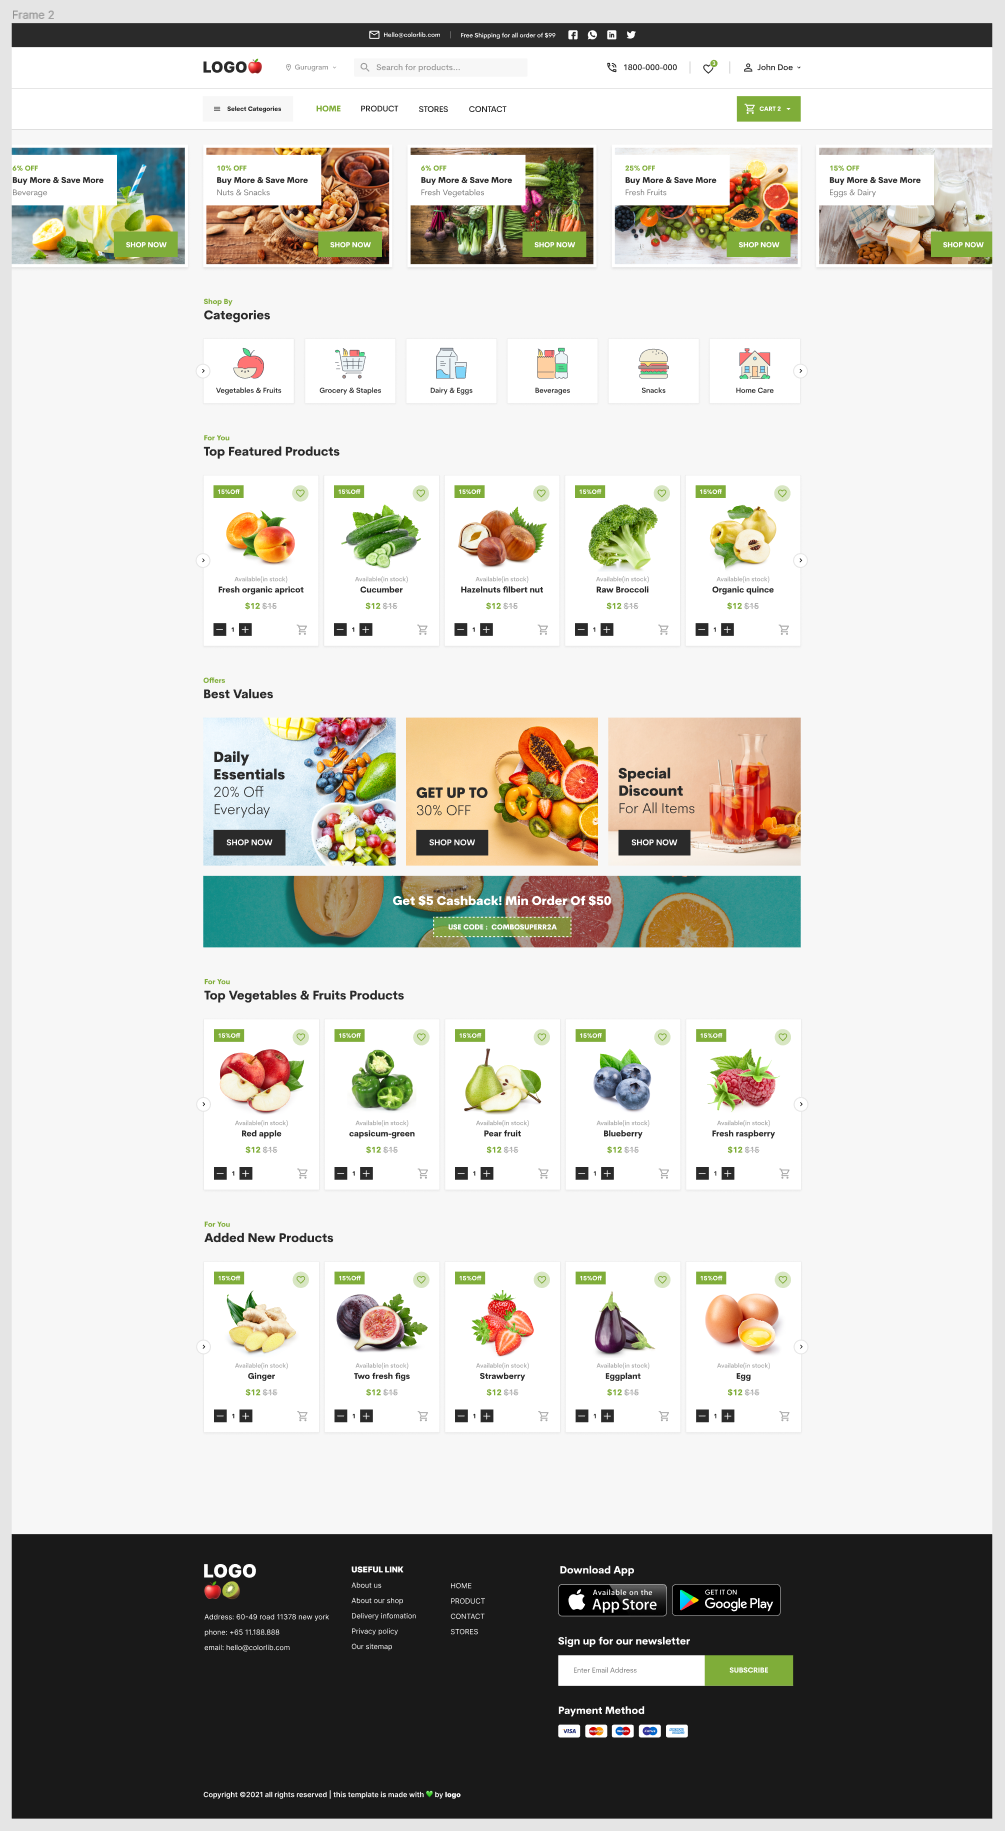 Frame 2
Hello@colorlib.com | Free Shipping for all order of $99
LOGO
Gurugram
Search for products...
1800-000-000
3
John Doe
Select Categories
HOME
PRODUCT
STORES
CONTACT
CART 2
6% OFF
Buy More & Save More
Beverage
SHOP NOW
10% OFF
Buy More & Save More
Nuts & Snacks
SHOP NOW
6% OFF
Buy More & Save More
Fresh Vegetables
SHOP NOW
25% OFF
Buy More & Save More
Fresh Fruits
SHOP NOW
15% OFF
Buy More & Save More
Eggs & Dairy
SHOP NOW
Shop By
Categories
Vegetables & Fruits
Grocery & Staples
Dairy & Eggs
Beverages
Snacks
Home Care
For You
Top Featured Products
15%Off
Available(in stock)
Fresh organic apricot
$12 $15
1
15%Off
Available(in stock)
Cucumber
$12 $15
1
15%Off
Available(in stock)
Hazelnuts filbert nut
$12 $15
1
15%Off
Available(in stock)
Raw Broccoli
$12 $15
1
15%Off
Available(in stock)
Organic quince
$12 $15
1
Offers
Best Values
Daily
Essentials
20% Off
Everyday
SHOP NOW
GET UP TO
30% OFF
SHOP NOW
Special
Discount
For All Items
SHOP NOW
Get $5 Cashback! Min Order Of $50
USE CODE : COMBOSUPERR2A
For You
Top Vegetables & Fruits Products
15%Off
Available(in stock)
Red apple
$12 $15
1
15%Off
Available(in stock)
capsicum-green
$12 $15
1
15%Off
Available(in stock)
Pear fruit
$12 $15
1
15%Off
Available(in stock)
Blueberry
$12 $15
1
15%Off
Available(in stock)
Fresh raspberry
$12 $15
1
For You
Added New Products
15%Off
Available(in stock)
Ginger
$12 $15
1
15%Off
Available(in stock)
Two fresh figs
$12 $15
1
15%Off
Available(in stock)
Strawberry
$12 $15
1
15%Off
Available(in stock)
Eggplant
$12 $15
1
15%Off
Available(in stock)
Egg
$12 $15
1
LOGO
Address: 60-49 road 11378 new york
phone: +65 11.188.888
email: hello@colorlib.com
USEFUL LINK
About us
About our shop
Delivery infomation
Privacy policy
Our sitemap
HOME
PRODUCT
CONTACT
STORES
Download App
Available on the
App Store
GET IT ON
Google Play
Sign up for our newsletter
Enter Email Address
SUBSCRIBE
Payment Method
VISA
Copyright ©2021 all rights reserved | this template is made with 💚 by logo